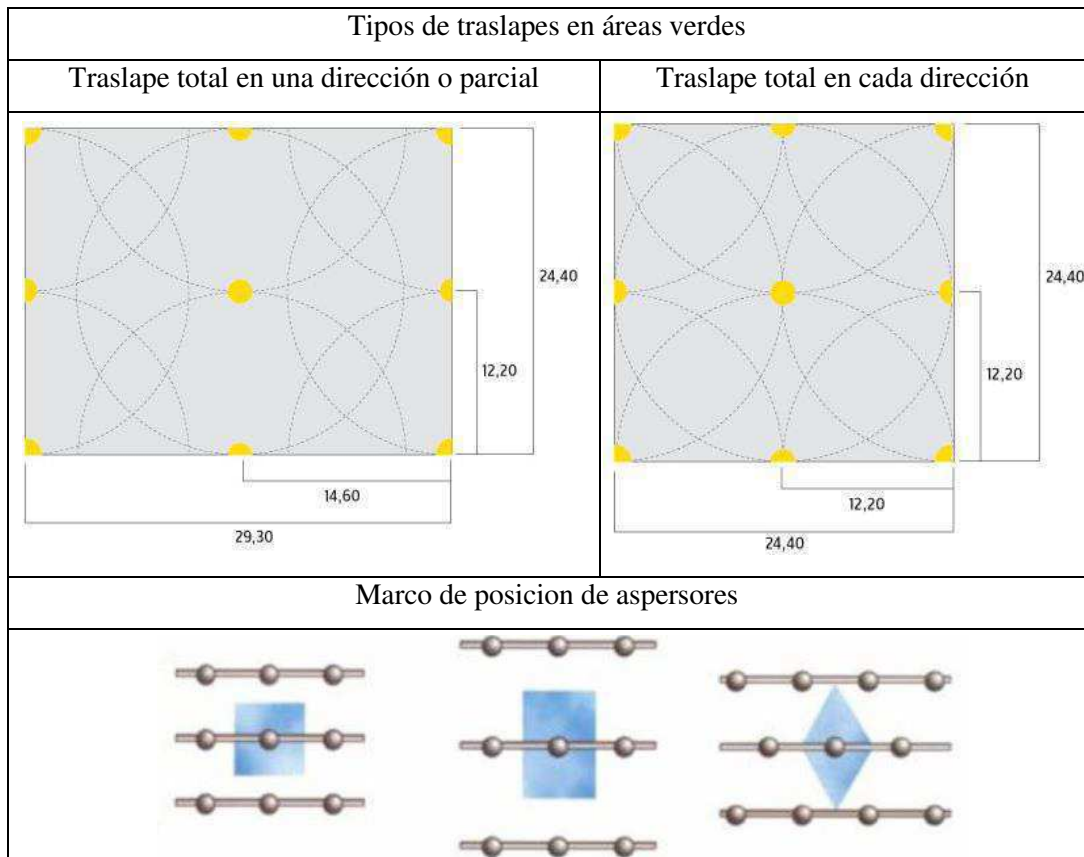 Tipos de traslapes en áreas verdes
Traslape total en una dirección o parcial
Traslape total en cada dirección
24,40
12,20
14,60
29,30
24,40
12,20
12,20
24,40
Marco de posicion de aspersores